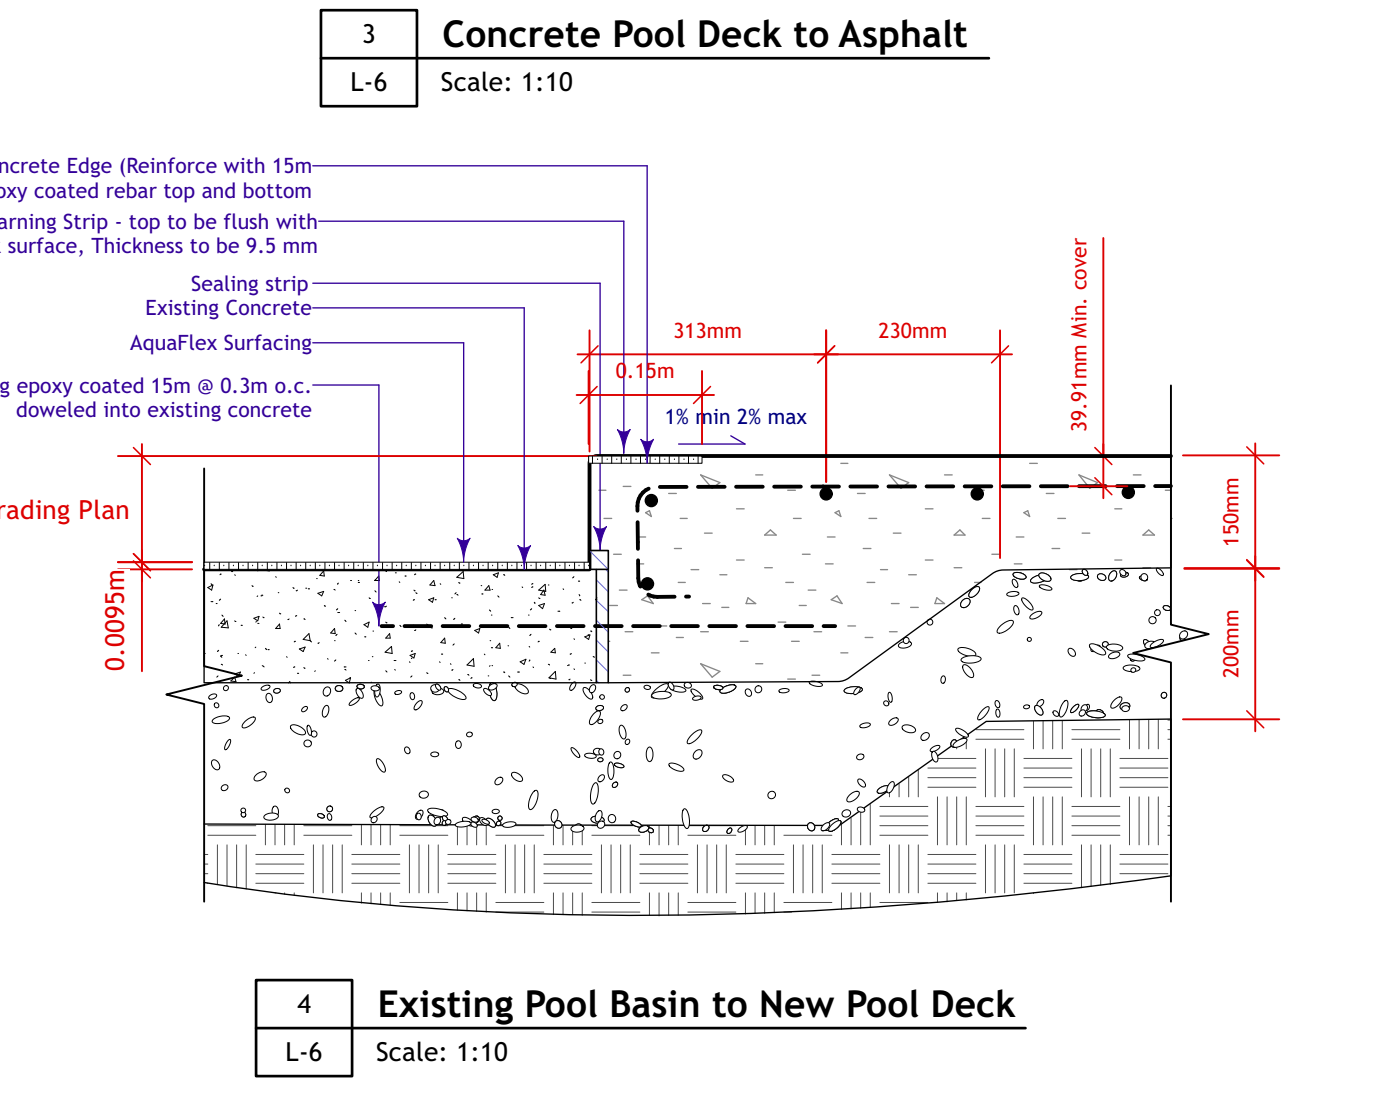 3
Concrete Pool Deck to Asphalt
L-6
Scale: 1:10
ncrete Edge (Reinforce with 15m
oxy coated rebar top and bottom
arning Strip - top to be flush with
surface, Thickness to be 9.5 mm
Sealing strip
Existing Concrete
AquaFlex Surfacing
g epoxy coated 15m @ 0.3m o.c.
doweled into existing concrete
313mm
230mm
0.15m
1% min 2% max
39.91mm Min. cover
rading Plan
0.0095m
150mm
200mm
4
Existing Pool Basin to New Pool Deck
L-6
Scale: 1:10